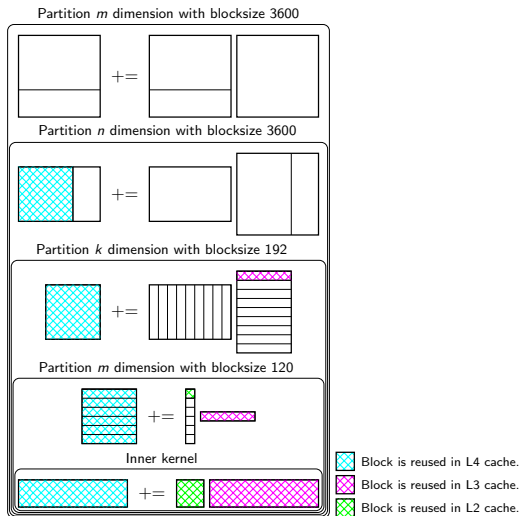 Partition m dimension with blocksize 3600
+=
Partition n dimension with blocksize 3600
+=
Partition k dimension with blocksize 192
+=
Partition m dimension with blocksize 120
+=
Inner kernel
+=
Block is reused in L4 cache.
Block is reused in L3 cache.
Block is reused in L2 cache.